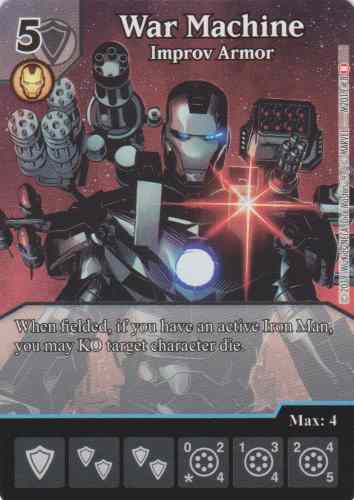 5
War Machine
Improv Armor
When fielded, if you have an active Iron Man,
you may KO target character die.
Max: 4
0 2
* 4
1 3
4
2 4
5